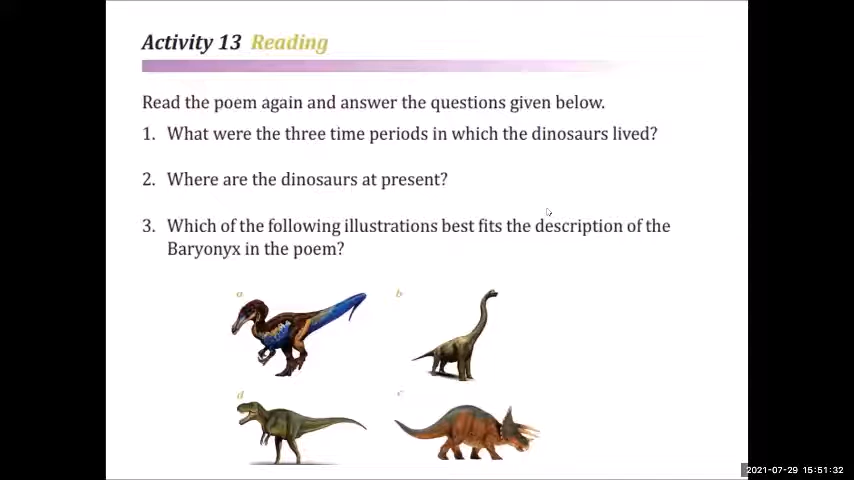 Activity 13 Reading
Read the poem again and answer the questions given below.
1. What were the three time periods in which the dinosaurs lived?
2. Where are the dinosaurs at present?
3. Which of the following illustrations best fits the description of the
Baryonyx in the poem?
a b
d c
2021-07-29 15:51:32